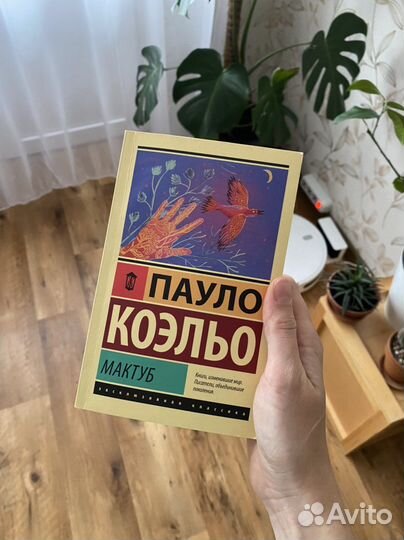 ПАУЛО
КОЭЛЬО
МАКТУБ
Книги, изменившие мир.
Писатели, объединившие
поколения.
ЭКСКЛЮЗИВНАЯ КЛАССИКА
Avito